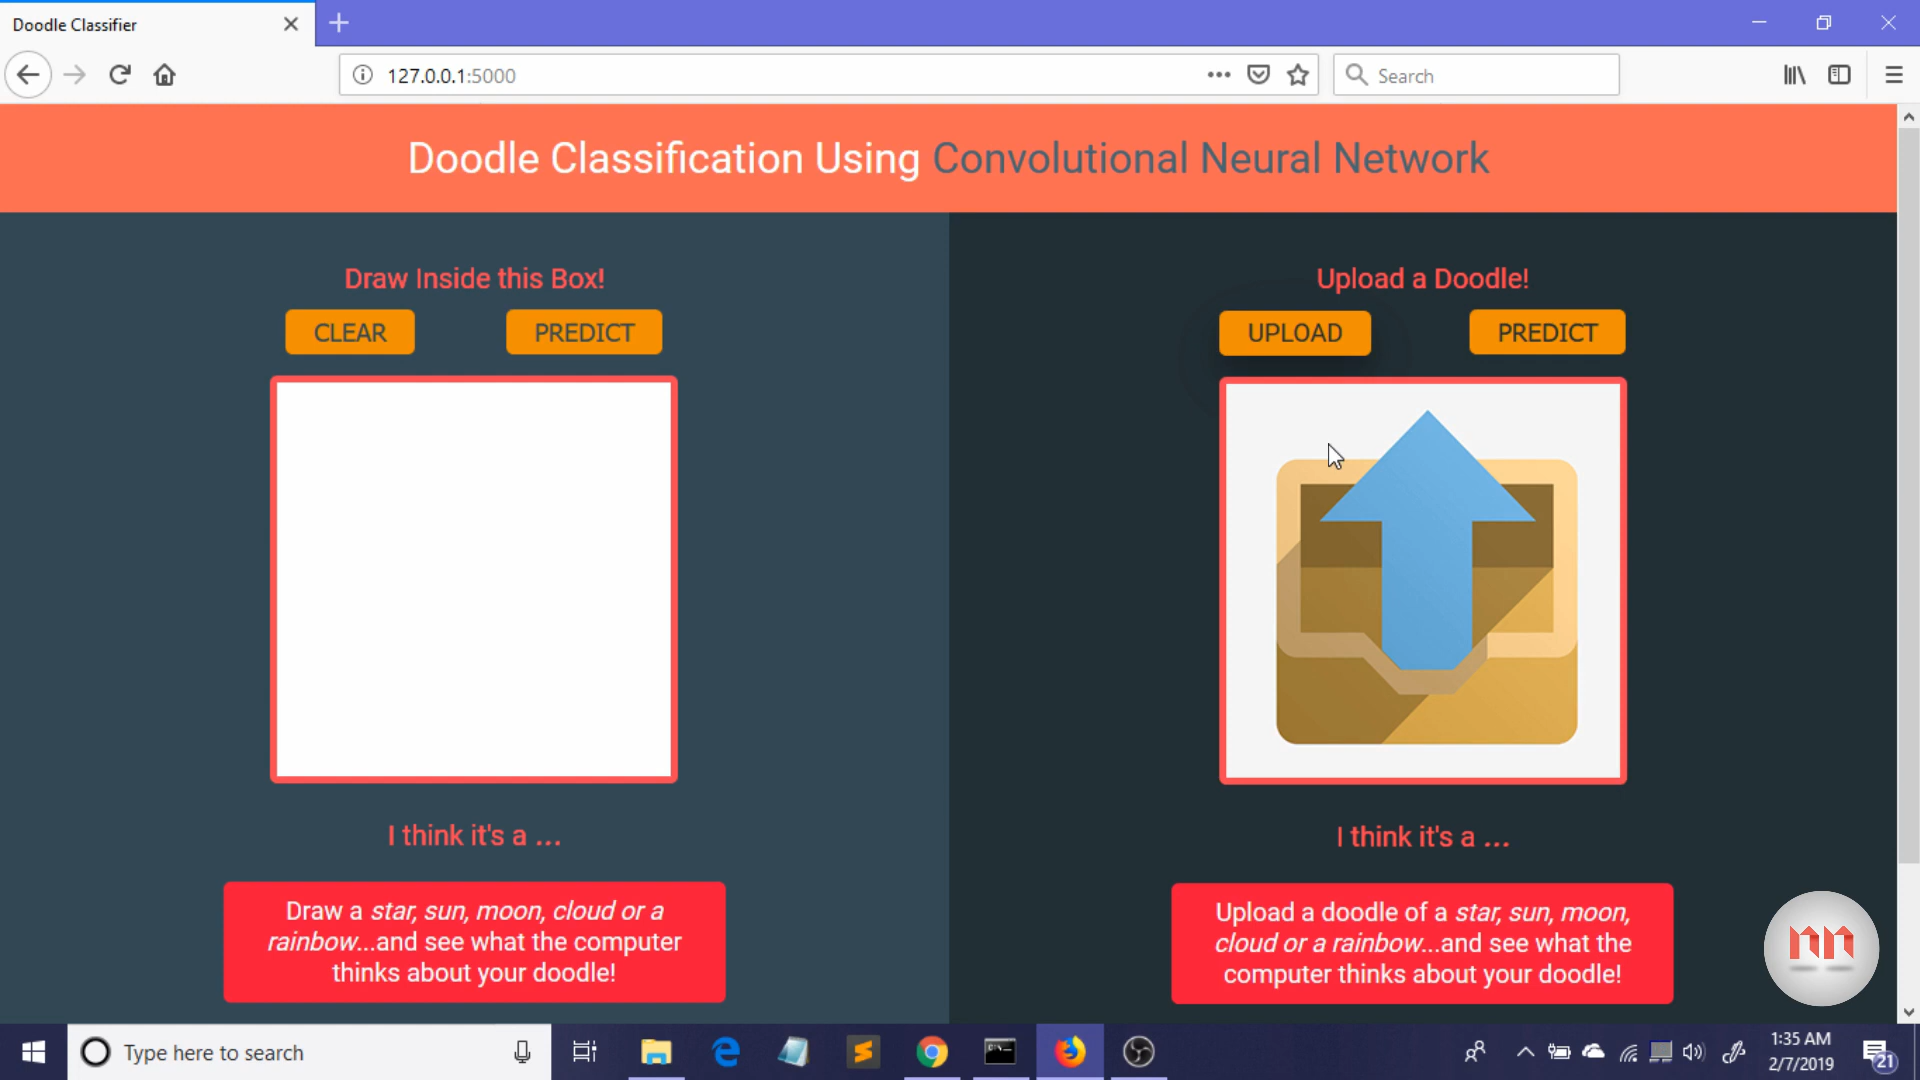 Doodle Classifier
127.0.0.1:5000
Search
Doodle Classification Using Convolutional Neural Network
Draw Inside this Box!
CLEAR
PREDICT
I think it's a ...
Draw a star, sun, moon, cloud or a
rainbow...and see what the computer
thinks about your doodle!
Upload a Doodle!
UPLOAD
PREDICT
I think it's a ...
Upload a doodle of a star, sun, moon,
cloud or a rainbow...and see what the
computer thinks about your doodle!
nn
Type here to search
1:35 AM
2/7/2019
21